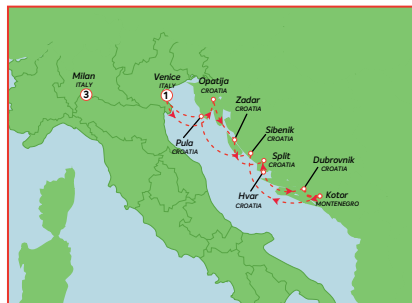 Milan
ITALY
3
Venice
ITALY
1
Opatija
CROATIA
Zadar
CROATIA
Pula
CROATIA
Sibenik
CROATIA
Split
CROATIA
Dubrovnik
CROATIA
Hvar
CROATIA
Kotor
MONTENEGRO